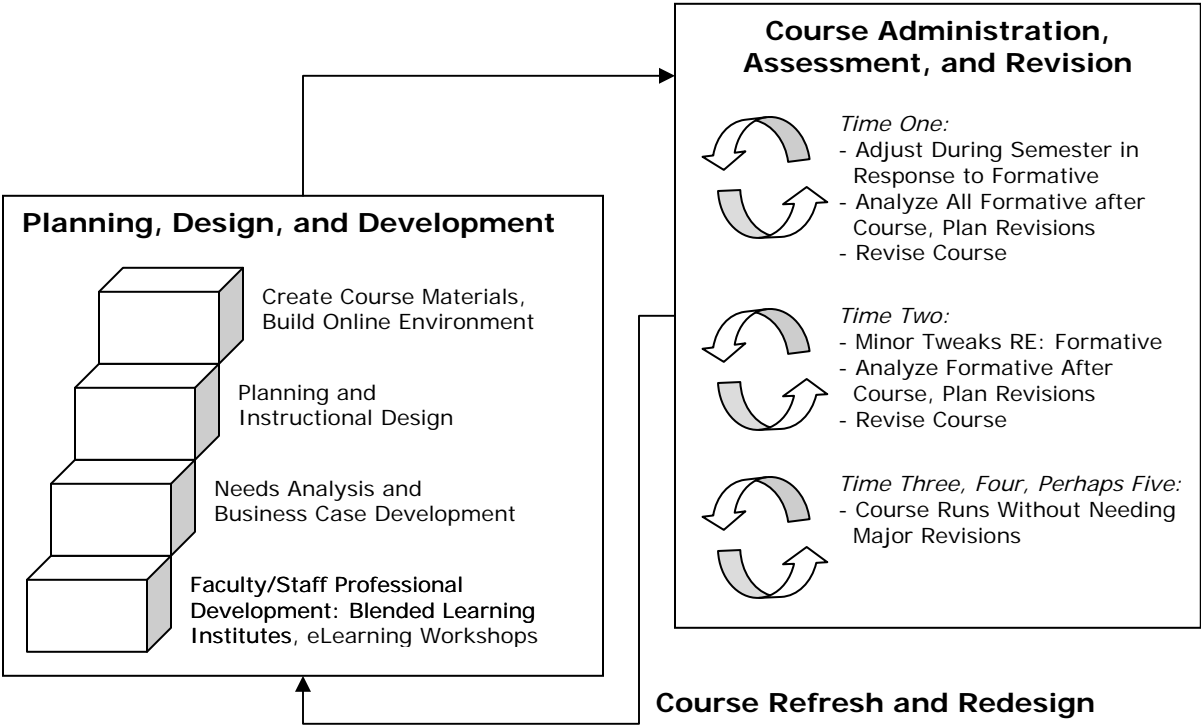 Planning, Design, and Development
Create Course Materials,
Build Online Environment
Planning and
Instructional Design
Needs Analysis and
Business Case Development
Faculty/Staff Professional
Development: Blended Learning
Institutes, eLearning Workshops
Course Administration,
Assessment, and Revision
Time One:
- Adjust During Semester in
Response to Formative
- Analyze All Formative after
Course, Plan Revisions
- Revise Course
Time Two:
- Minor Tweaks RE: Formative
- Analyze Formative After
Course, Plan Revisions
- Revise Course
Time Three, Four, Perhaps Five:
- Course Runs Without Needing
Major Revisions
Course Refresh and Redesign